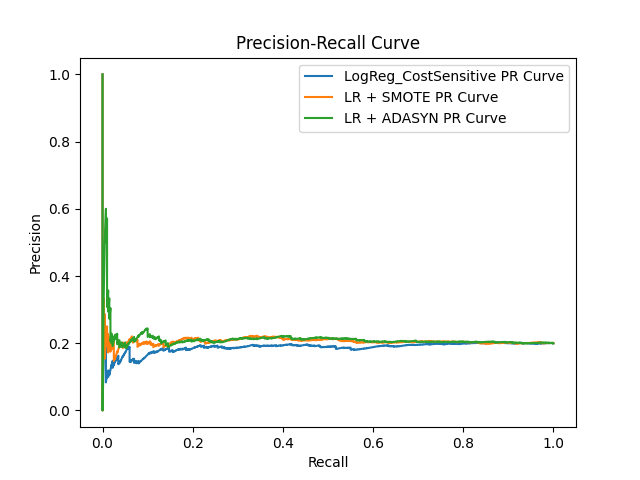 Precision-Recall Curve
LogReg_CostSensitive PR Curve
LR + SMOTE PR Curve
LR + ADASYN PR Curve
Precision
1.0
0.8
0.6
0.4
0.2
0.0
0.0 0.2 0.4 0.6 0.8 1.0
Recall